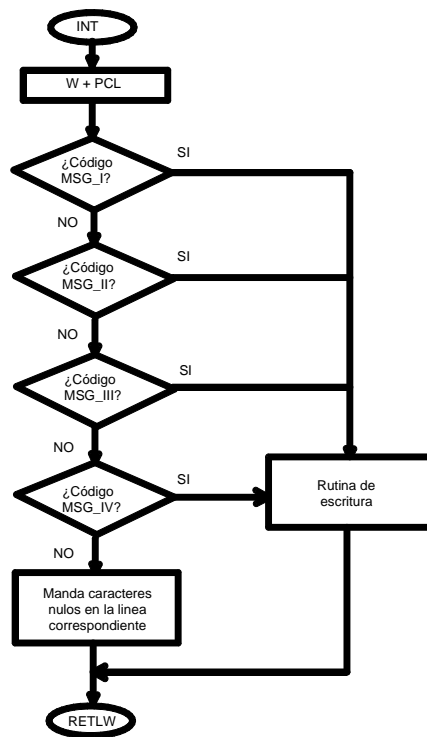 INT
W + PCL
¿Código
MSG_I?
SI
NO
¿Código
MSG_II?
SI
NO
¿Código
MSG_III?
SI
NO
¿Código
MSG_IV?
SI
Rutina de
escritura
NO
Manda caracteres
nulos en la linea
correspondiente
RETLW